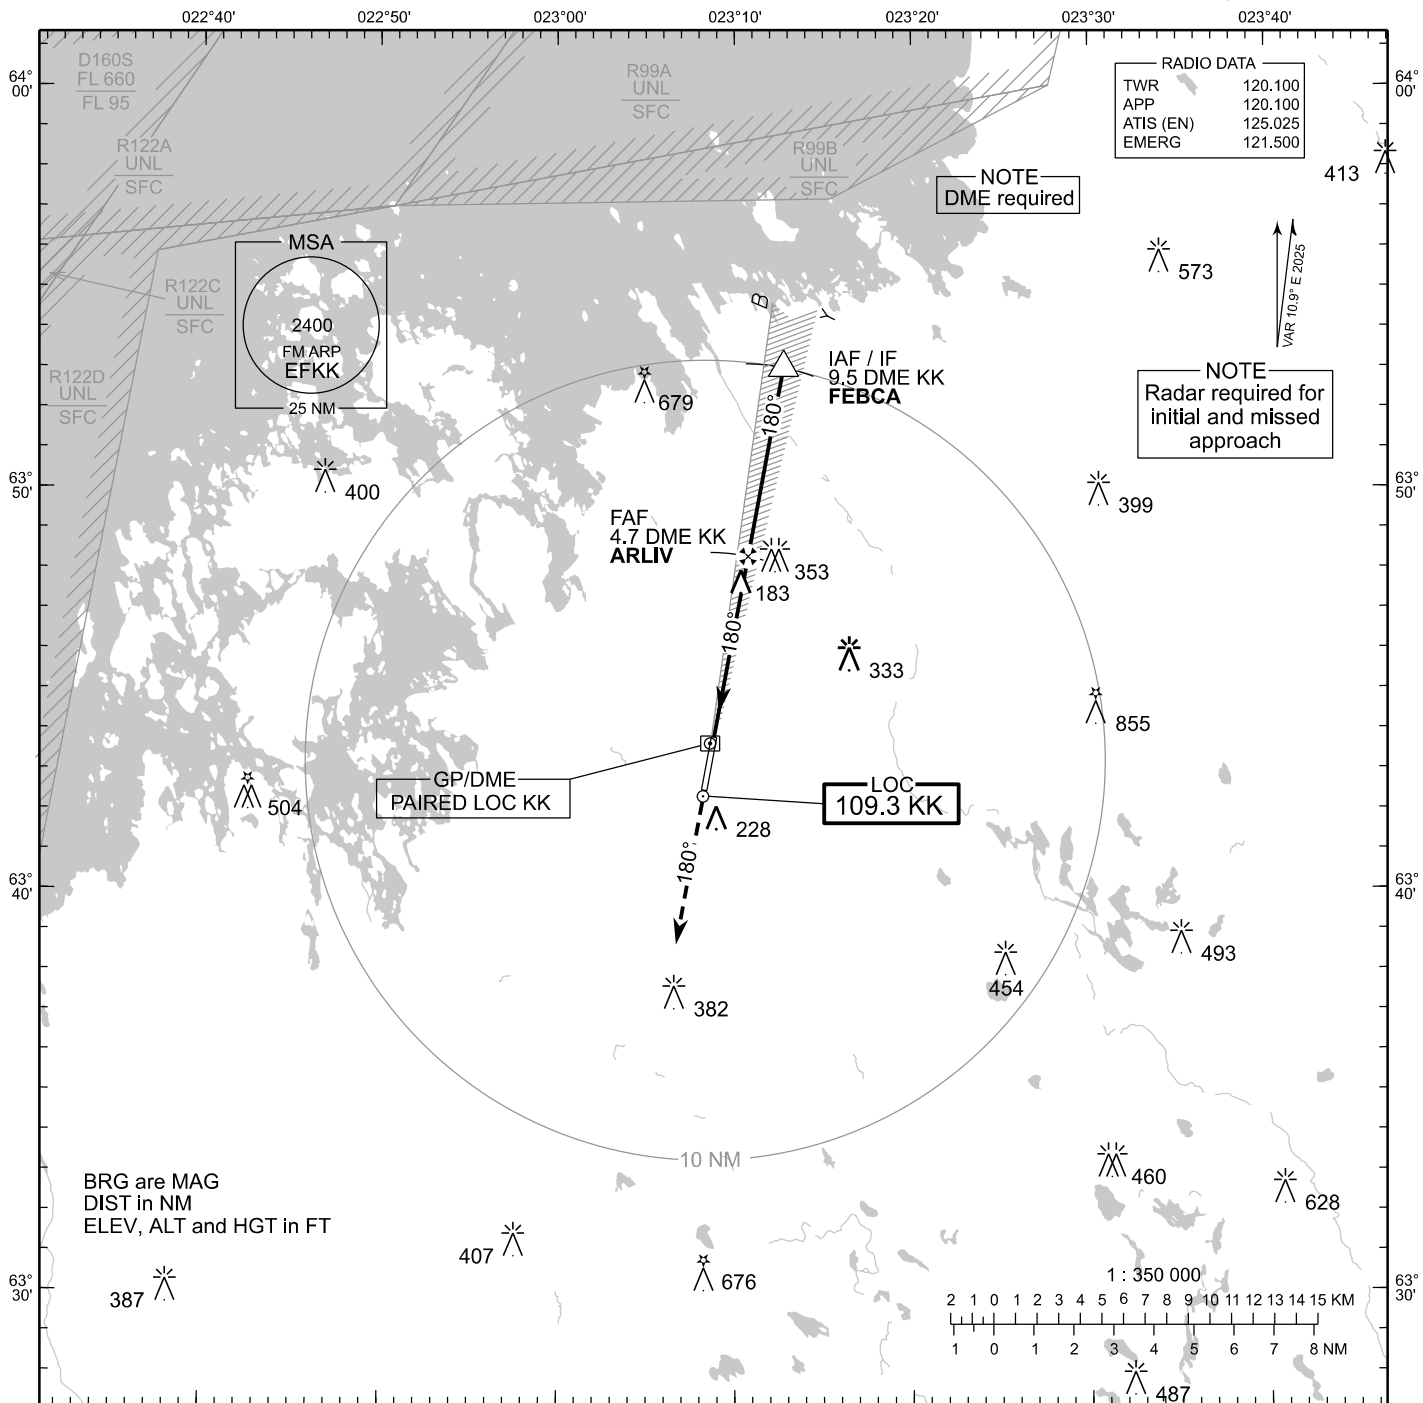 022°40'
022°50'
023°00'
023°10'
023°20'
023°30'
023°40'
64°
00'
64°
00'
D160S
FL 660
FL 95
R122A
UNL
SFC
R99A
UNL
SFC
R99B
UNL
SFC
RADIO DATA
TWR 120.100
APP 120.100
ATIS (EN) 125.025
EMERG 121.500
413
NOTE
DME required
573
VAR 10.9° E 2025
MSA
2400
FM ARP
EFKK
25 NM
R122C
UNL
SFC
R122D
UNL
SFC
B
Y
IAF / IF
9.5 DME KK
FEBCA
NOTE
Radar required for
initial and missed
approach
679
180°
63°
50'
63°
50'
400
399
FAF
4.7 DME KK
ARLIV
353
183
180°
333
855
GP/DME
PAIRED LOC KK
LOC
109.3 KK
504
228
180°
63°
40'
63°
40'
493
454
382
10 NM
BRG are MAG
DIST in NM
ELEV, ALT and HGT in FT
460
628
407
387
676
63°
30'
63°
30'
1 : 350 000
2 1 0 1 2 3 4 5 6 7 8 9 10 11 12 13 14 15 KM
1 0 1 2 3 4 5 6 7 8 NM
487